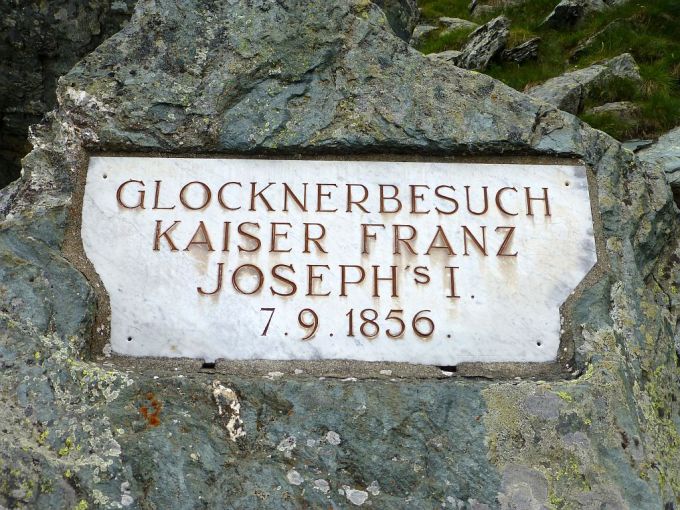 GLOCKNERBESUCH
KAISER FRANZ
JOSEPH'S I.
7.9.1856.